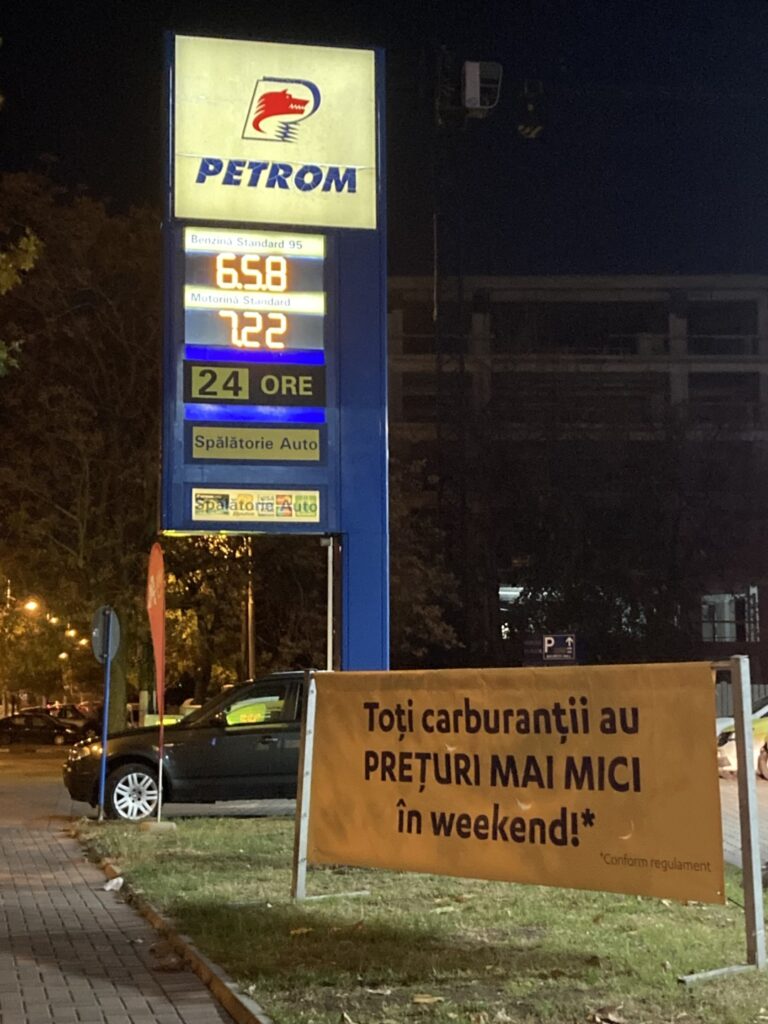 PETROM
Benzină Standard 95
6.58
Motorină Standard
7.22
24 ORE
Spălătorie Auto
Spălătorie Auto
P
Toți carburanții au
PREȚURI MAI MICI
în weekend!*
*Conform regulament